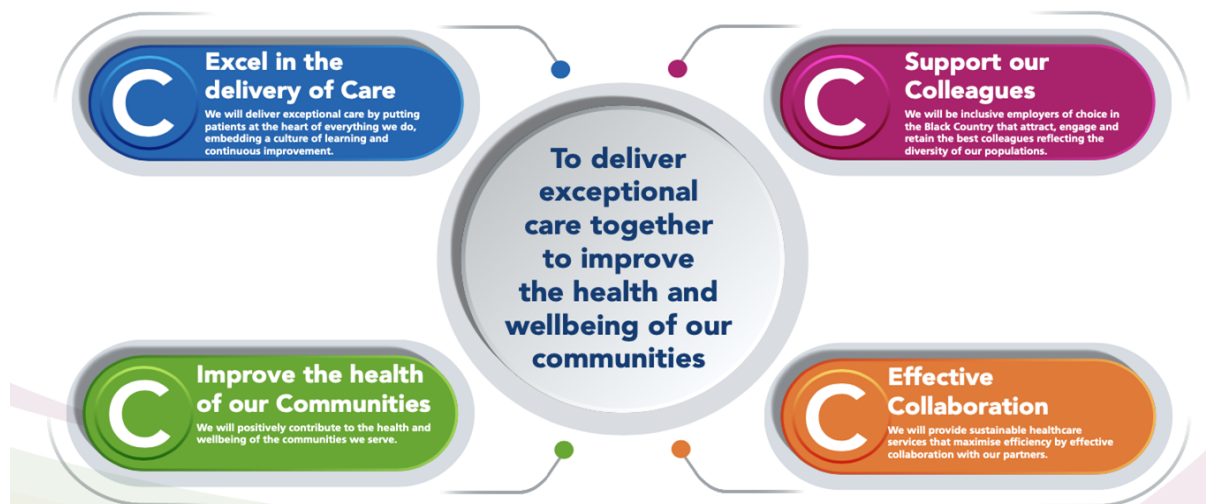 C
Excel in the
delivery of Care
We will deliver exceptional care by putting
patients at the heart of everything we do,
embedding a culture of learning and
continuous improvement.
C
Support our
Colleagues
We will be inclusive employers of choice in
the Black Country that attract, engage and
retain the best colleagues reflecting the
diversity of our populations.
To deliver
exceptional
care together
to improve
the health and
wellbeing of our
communities
C
Improve the health
of our Communities
We will positively contribute to the health and
wellbeing of the communities we serve.
C
Effective
Collaboration
We will provide sustainable healthcare
services that maximise efficiency by effective
collaboration with our partners.